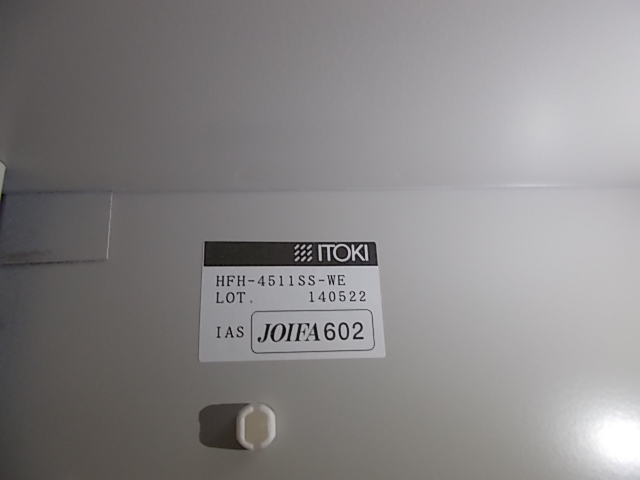 ITOKI
HFH-4511SS-WE
LOT. 140522
IAS JOIFA602